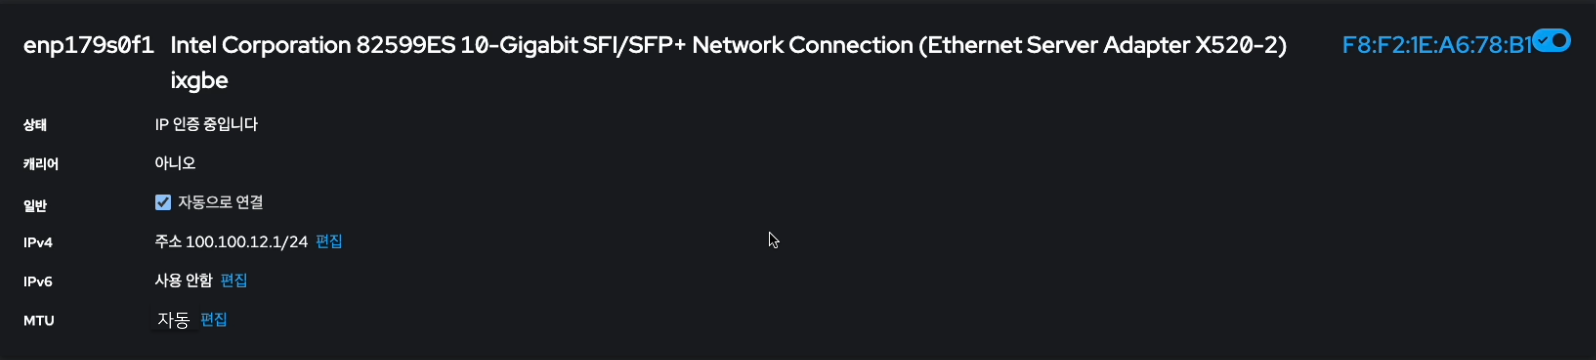 enp179s0f1 Intel Corporation 82599ES 10-Gigabit SFI/SFP+ Network Connection (Ethernet Server Adapter X520-2) F8:F2:1E:A6:78:B1
ixgbe
상태 IP 인증 중입니다
캐리어 아니오
일반 자동으로 연결
IPv4 주소 100.100.12.1/24 편집
IPv6 사용 안함 편집
MTU 자동 편집